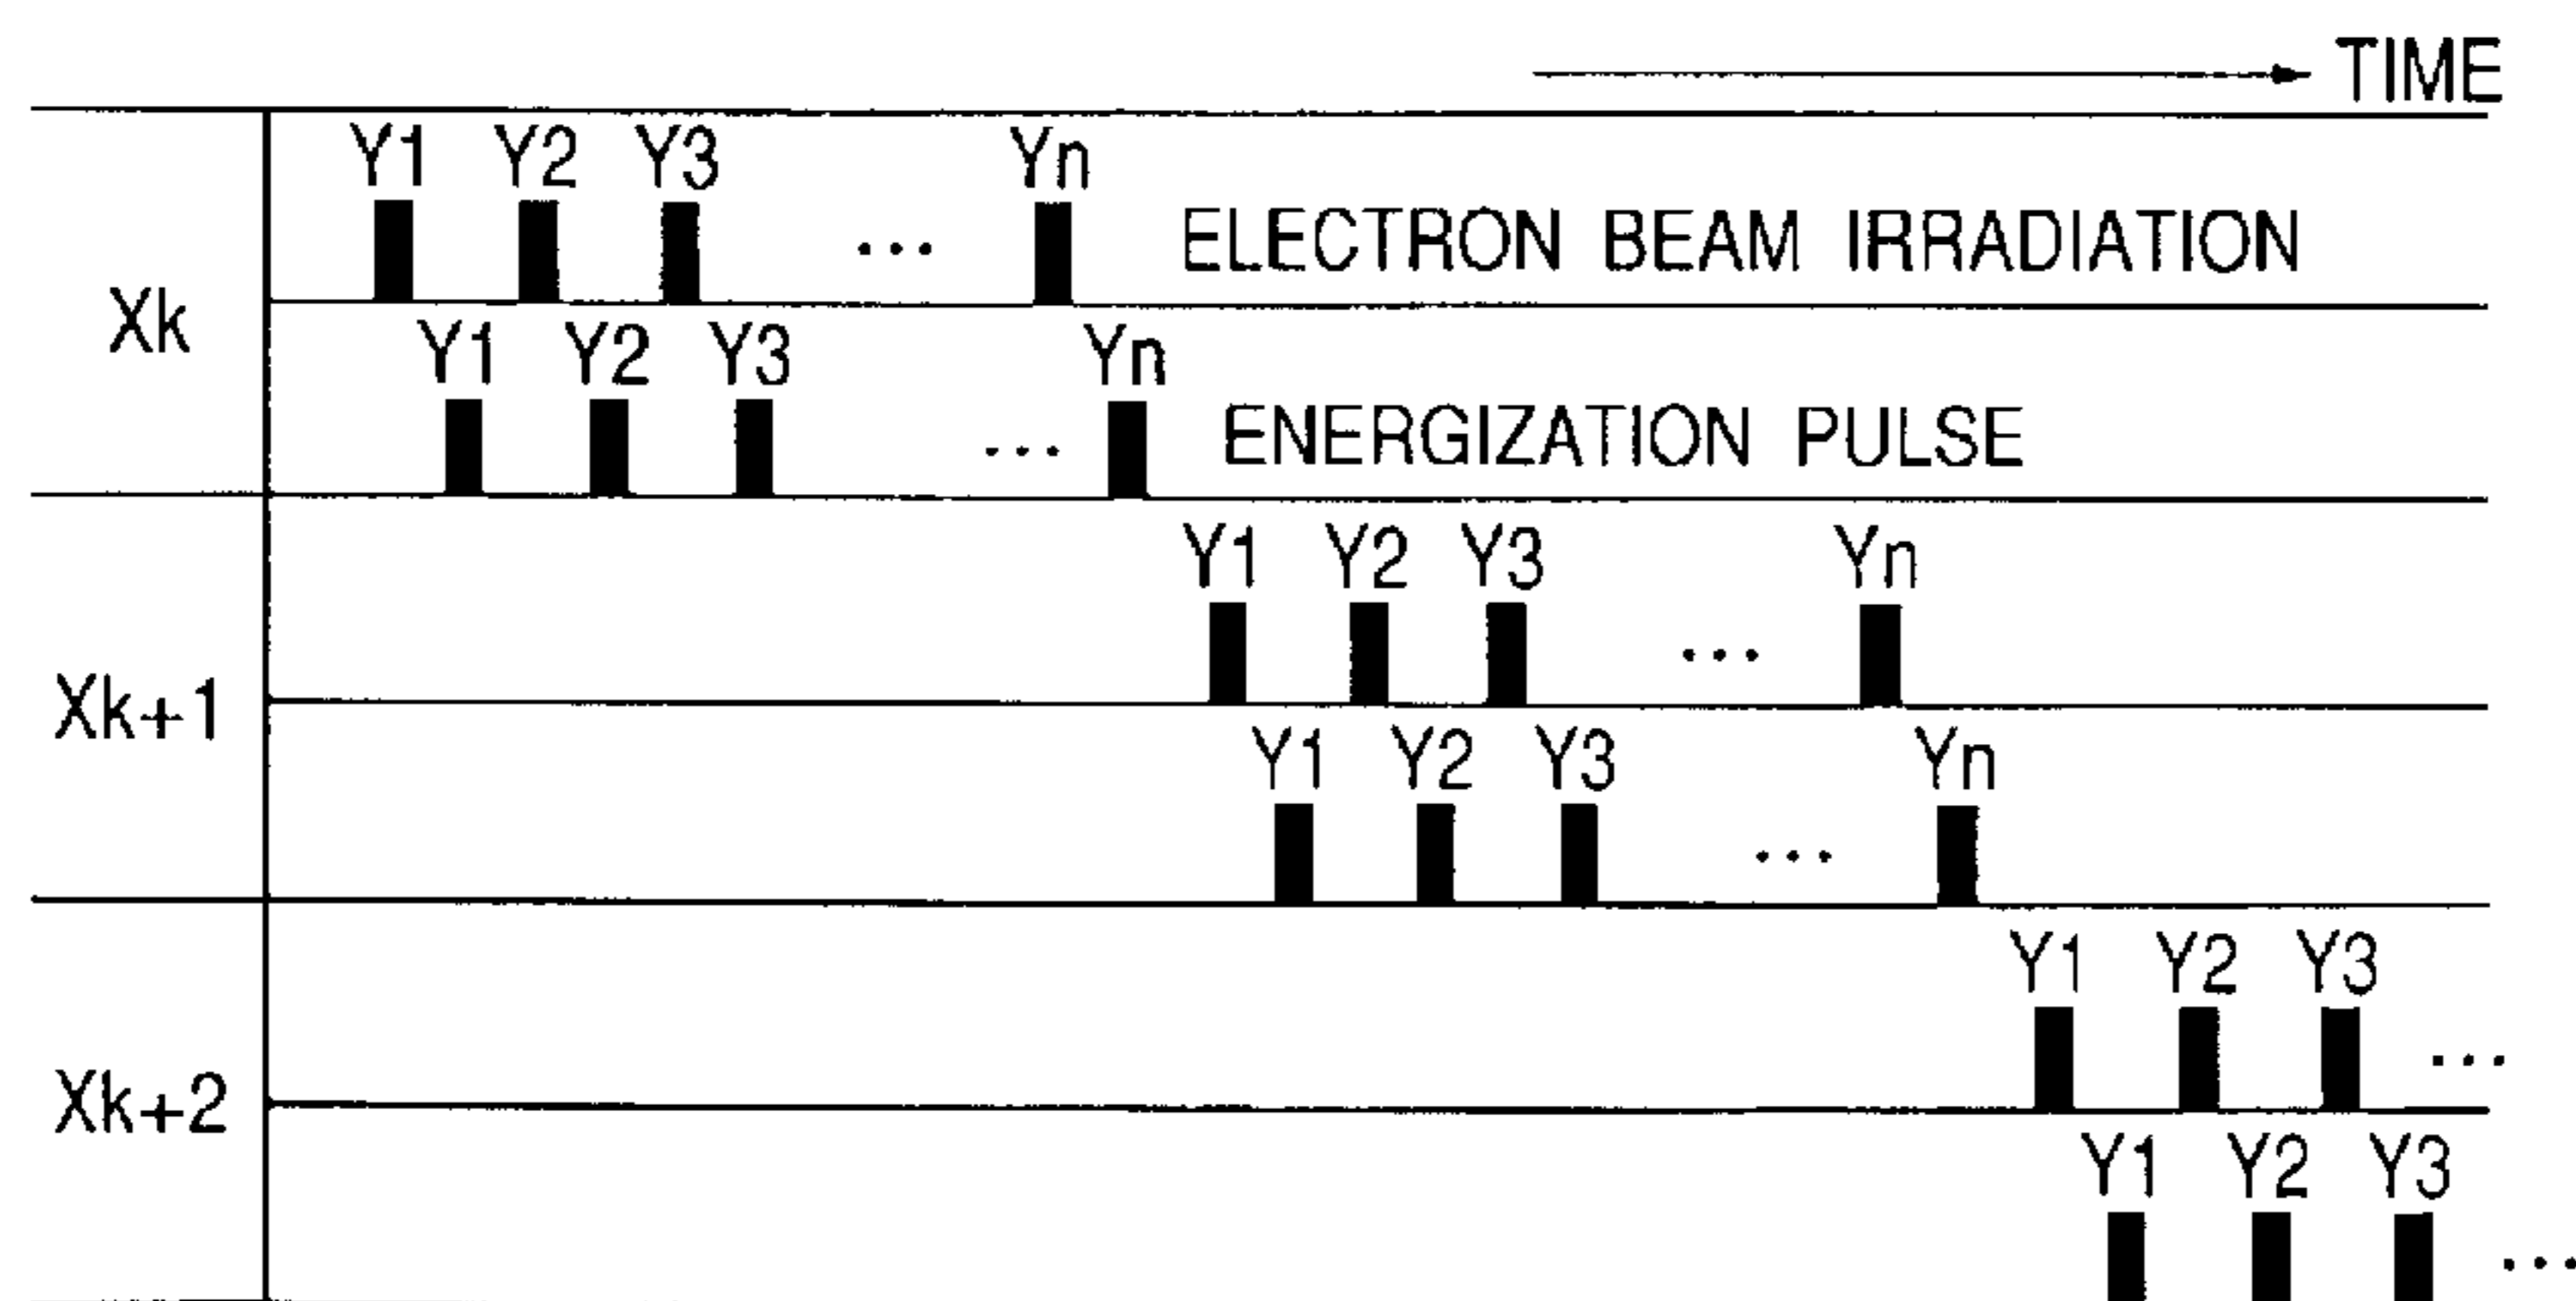 TIME
Y1 Y2 Y3 ... Yn ELECTRON BEAM IRRADIATION
Xk
Y1 Y2 Y3 ... Yn ENERGIZATION PULSE
Y1 Y2 Y3 ... Yn
Xk+1
Y1 Y2 Y3 ... Yn
Y1 Y2 Y3 ...
Xk+2
Y1 Y2 Y3 ...